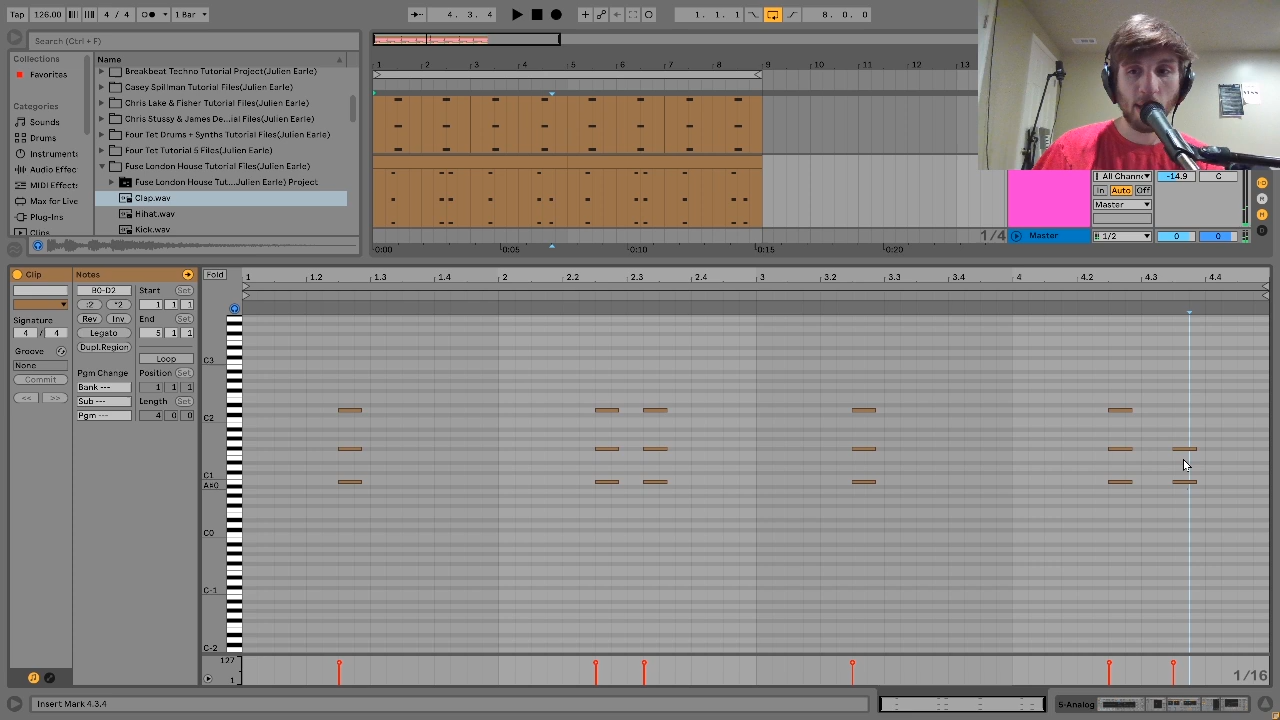 Tap 126.00 4 / 4 1 Bar 4. 3. 4 1. 1. 1 8. 0. 0
Search (Ctrl + F)
Collections
Favorites
Categories
Sounds
Drums
Instruments
Audio Effec
MIDI Effects
Max for Live
Plug-Ins
Clips
Name
Breakbeat Techno Tutorial Project(Julien Earle)
Casey Spillman Tutorial Files(Julien Earle)
Chris Lake & Fisher Tutorial Files(Julien Earle)
Chris Stussy & James De...ial Files(Julien Earle)
Four Tet Drums + Synths Tutorial Files(Julien Earle)
Four Tet Tutorial 5 Files(Julien Earle)
Fuse London House Tutorial Files(Julien Earle)
Fuse London House Tut...(Julien Earle) Project
Clap.wav
Hihat.wav
Kick.wav
1 2 3 4 5 6 7 8 9 10 11 12 13
0:00 0:05 0:10 0:15 0:20
1/4
All Channe
In Auto Off
Master
-14.9 C
Master 1/2 0 0
Clip
Signature
4 / 4
Groove
None
Commit
<< >>
Notes
B0-D2
:2 *2
Rev Inv
Legato
Dupl.Region
Pgm Change
Bank ---
Sub ---
Pgm ---
Start Set
1 1 1
End Set
5 1 1
Loop
Position Set
1 1 1
Length Set
4 0 0
Fold
1 1.2 1.3 1.4 2 2.2 2.3 2.4 3 3.2 3.3 3.4 4 4.2 4.3 4.4
C3
C2
C1
A#0
C0
C-1
C-2
127
1
1/16
Insert Mark 4.3.4
5-Analog